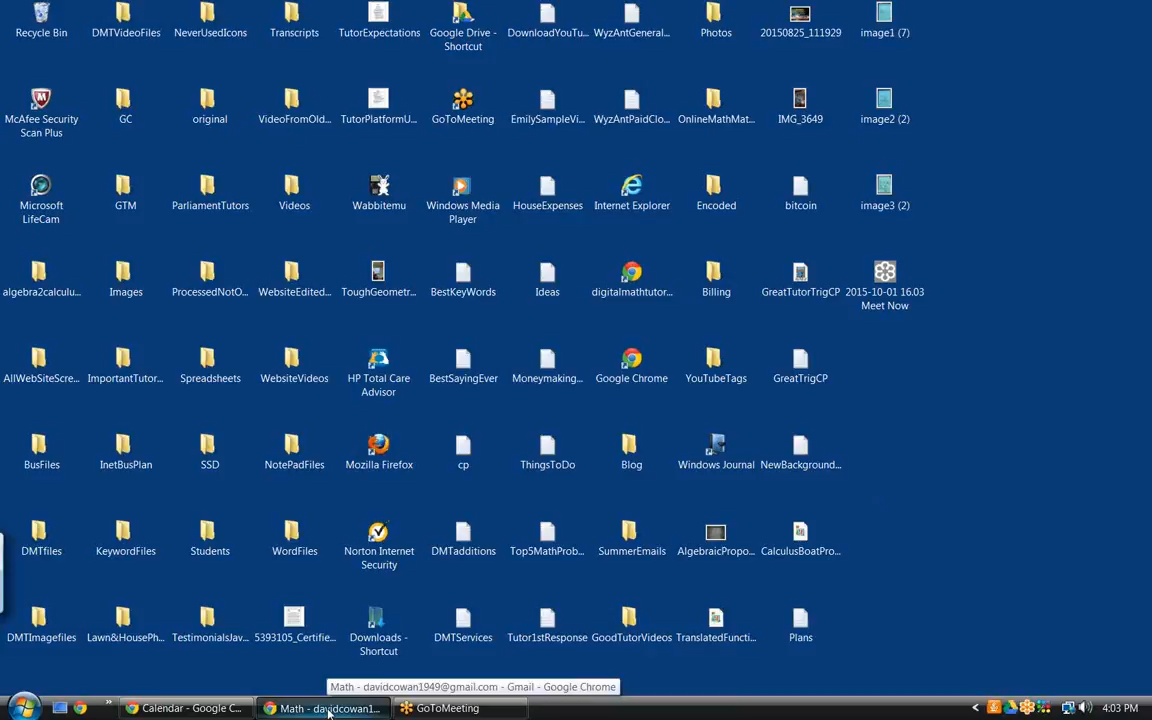 Recycle Bin
DMTVideoFiles
NeverUsedIcons
Transcripts
TutorExpectations
Google Drive -
Shortcut
DownloadYouTu...
WyzAntGeneral...
Photos
20150825_111929
image1 (7)
McAfee Security
Scan Plus
GC
original
VideoFromOld...
TutorPlatformU...
GoToMeeting
EmilySampleVi...
WyzAntPaidClo...
OnlineMathMat...
IMG_3649
image2 (2)
Microsoft
LifeCam
GTM
ParliamentTutors
Videos
Wabbitemu
Windows Media
Player
HouseExpenses
Internet Explorer
Encoded
bitcoin
image3 (2)
algebra2calculu...
Images
ProcessedNotO...
WebsiteEdited...
ToughGeometr...
BestKeyWords
Ideas
digitalmathtutor...
Billing
GreatTutorTrigCP
2015-10-01 16.03
Meet Now
AllWebSiteScre...
ImportantTutor...
Spreadsheets
WebsiteVideos
HP Total Care
Advisor
BestSayingEver
Moneymaking...
Google Chrome
YouTubeTags
GreatTrigCP
BusFiles
InetBusPlan
SSD
NotePadFiles
Mozilla Firefox
cp
ThingsToDo
Blog
Windows Journal
NewBackground...
DMTfiles
KeywordFiles
Students
WordFiles
Norton Internet
Security
DMTadditions
Top5MathProb...
SummerEmails
AlgebraicPropo...
CalculusBoatPro...
DMTImagefiles
Lawn&HousePh...
TestimonialsJav...
5393105_Certifie...
Downloads -
Shortcut
DMTServices
Tutor1stResponse
GoodTutorVideos
TranslatedFuncti...
Plans
Math - davidcowan1949@gmail.com - Gmail - Google Chrome
Calendar - Google C...
Math - davidcowan1...
GoToMeeting
4:03 PM